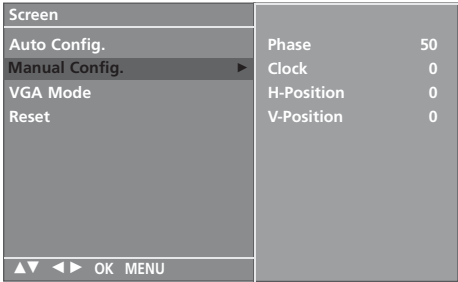 Screen
Auto Config.
Manual Config. ►
VGA Mode
Reset
Phase 50
Clock 0
H-Position 0
V-Position 0
▲▼ ◄► OK MENU